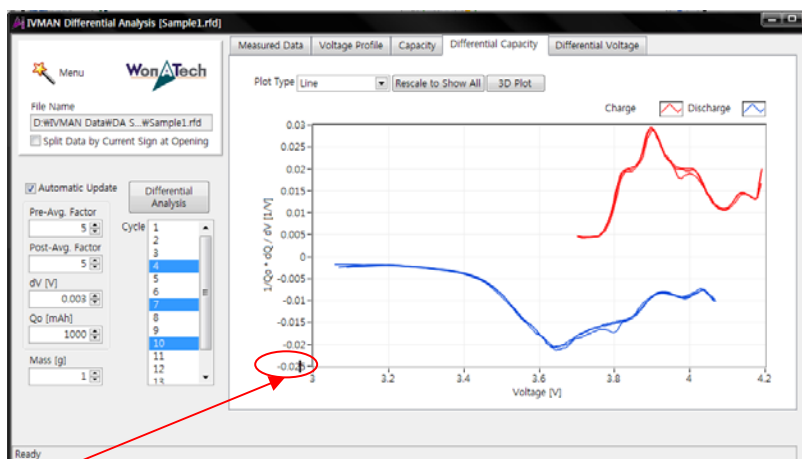 IVMAN Differential Analysis [Sample1.rfd]
Menu
WonATech
File Name
D:₩IVMAN Data₩DA S...₩Sample1.rfd
Split Data by Current Sign at Opening
Automatic Update
Differential
Analysis
Pre-Avg. Factor
5
Post-Avg. Factor
5
dV [V]
0.003
Qo [mAh]
1000
Mass [g]
1
Cycle
1
2
3
4
5
6
7
8
9
10
11
12
13
Measured Data
Voltage Profile
Capacity
Differential Capacity
Differential Voltage
Plot Type
Line
Rescale to Show All
3D Plot
Charge
Discharge
1/Qo * dQ / dV [1/V]
0.03
0.025
0.02
0.015
0.01
0.005
0
-0.005
-0.01
-0.015
-0.02
-0.025
3
3.2
3.4
3.6
3.8
4
4.2
Voltage [V]
Ready